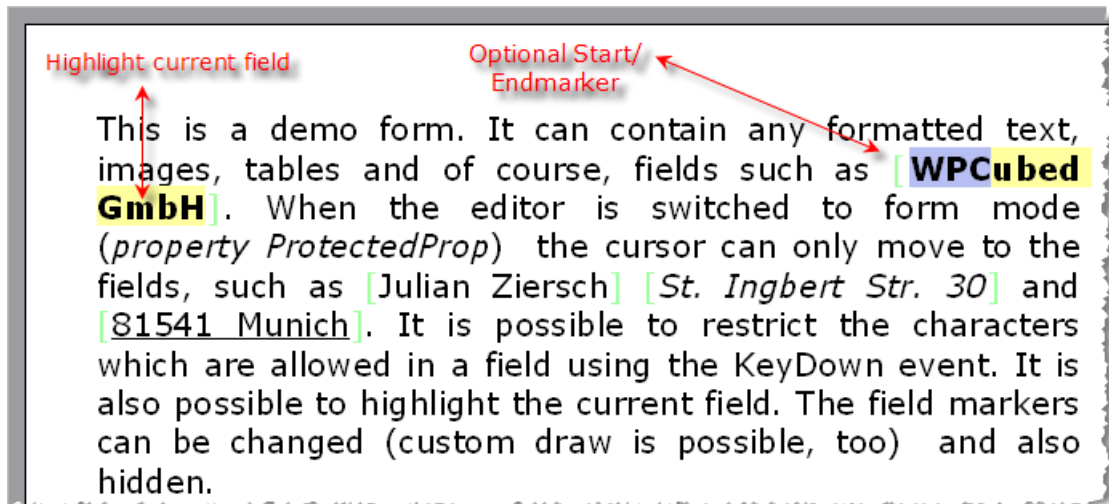 Highlight current field
Optional Start/
Endmarker
This is a demo form. It can contain any formatted text,
images, tables and of course, fields such as [WPCubed
GmbH]. When the editor is switched to form mode
(property ProtectedProp) the cursor can only move to the
fields, such as [Julian Ziersch] [St. Ingbert Str. 30] and
[81541 Munich]. It is possible to restrict the characters
which are allowed in a field using the KeyDown event. It is
also possible to highlight the current field. The field markers
can be changed (custom draw is possible, too) and also
hidden.